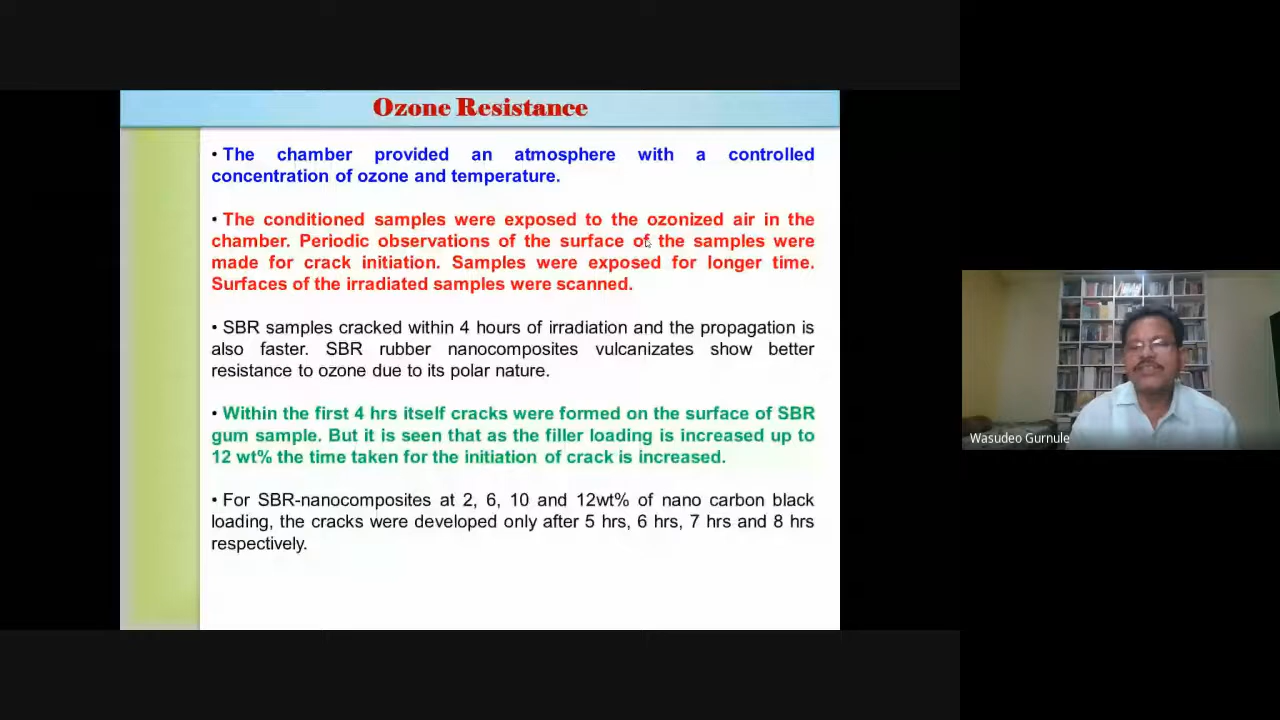 Ozone Resistance
• The chamber provided an atmosphere with a controlled
concentration of ozone and temperature.
• The conditioned samples were exposed to the ozonized air in the
chamber. Periodic observations of the surface of the samples were
made for crack initiation. Samples were exposed for longer time.
Surfaces of the irradiated samples were scanned.
• SBR samples cracked within 4 hours of irradiation and the propagation is
also faster. SBR rubber nanocomposites vulcanizates show better
resistance to ozone due to its polar nature.
• Within the first 4 hrs itself cracks were formed on the surface of SBR
gum sample. But it is seen that as the filler loading is increased up to
12 wt% the time taken for the initiation of crack is increased.
• For SBR-nanocomposites at 2, 6, 10 and 12wt% of nano carbon black
loading, the cracks were developed only after 5 hrs, 6 hrs, 7 hrs and 8 hrs
respectively.
Wasudeo Gurnule